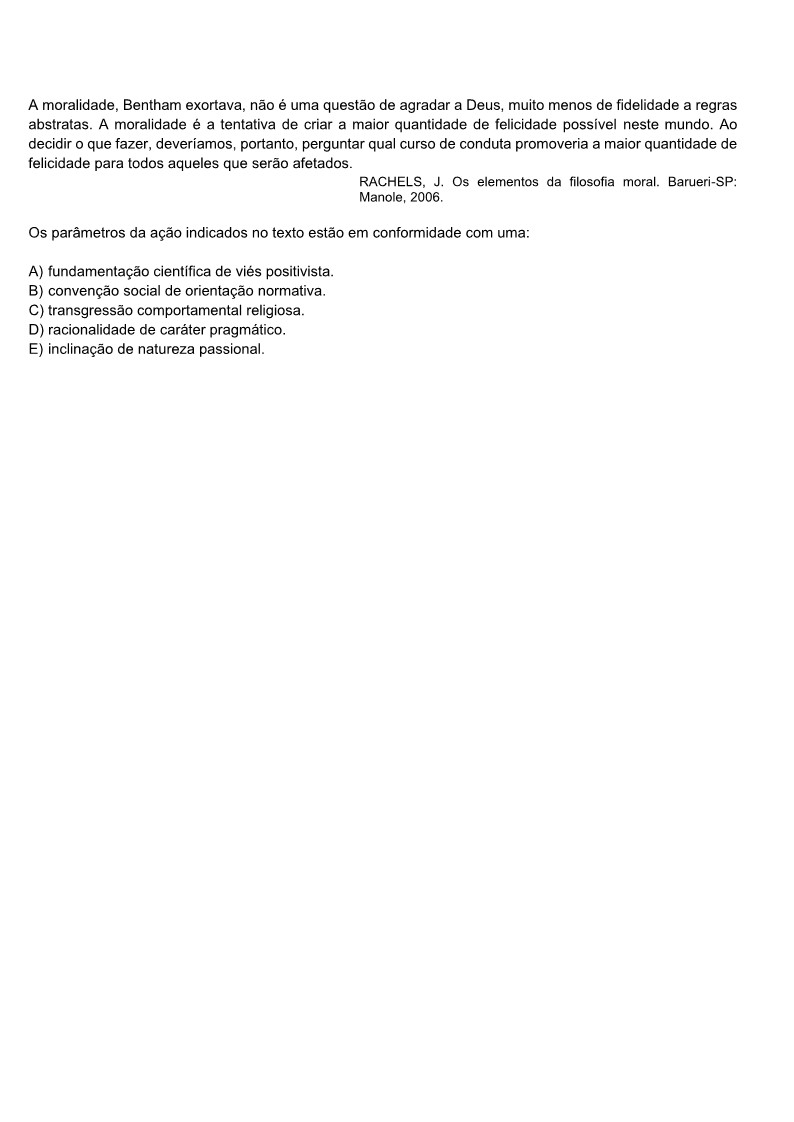 A moralidade, Bentham exortava, não é uma questão de agradar a Deus, muito menos de fidelidade a regras
abstratas. A moralidade é a tentativa de criar a maior quantidade de felicidade possível neste mundo. Ao
decidir o que fazer, deveríamos, portanto, perguntar qual curso de conduta promoveria a maior quantidade de
felicidade para todos aqueles que serão afetados.
RACHELS, J. Os elementos da filosofia moral. Barueri-SP:
Manole, 2006.
Os parâmetros da ação indicados no texto estão em conformidade com uma:
A) fundamentação científica de viés positivista.
B) convenção social de orientação normativa.
C) transgressão comportamental religiosa.
D) racionalidade de caráter pragmático.
E) inclinação de natureza passional.